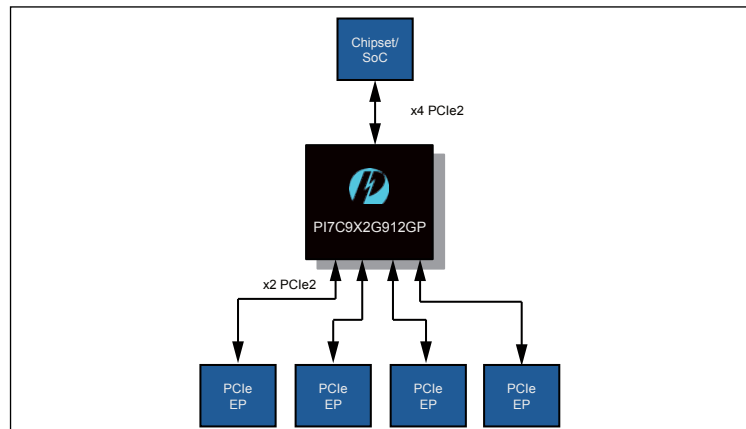 Chipset/
SoC
x4 PCIe2
PI7C9X2G912GP
x2 PCIe2
PCIe
EP
PCIe
EP
PCIe
EP
PCIe
EP